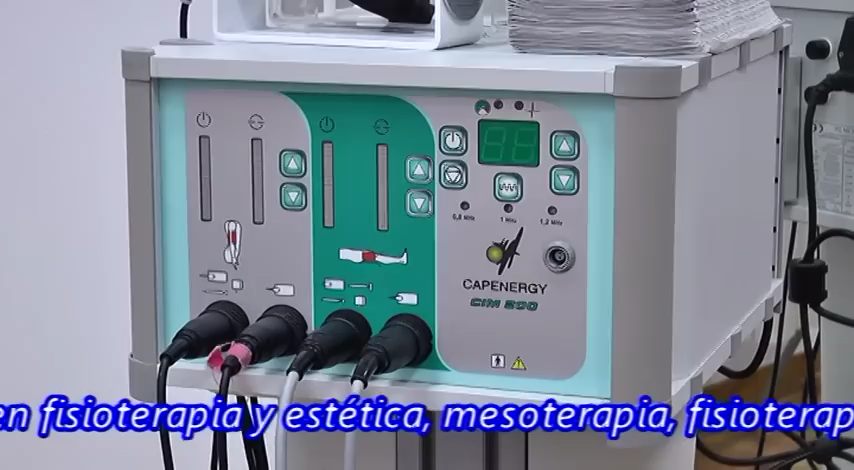 0,8 MHz 1 MHz 1,2 MHz
CAPENERGY
CIM 200
en fisioterapia y estética, mesoterapia, fisioterap